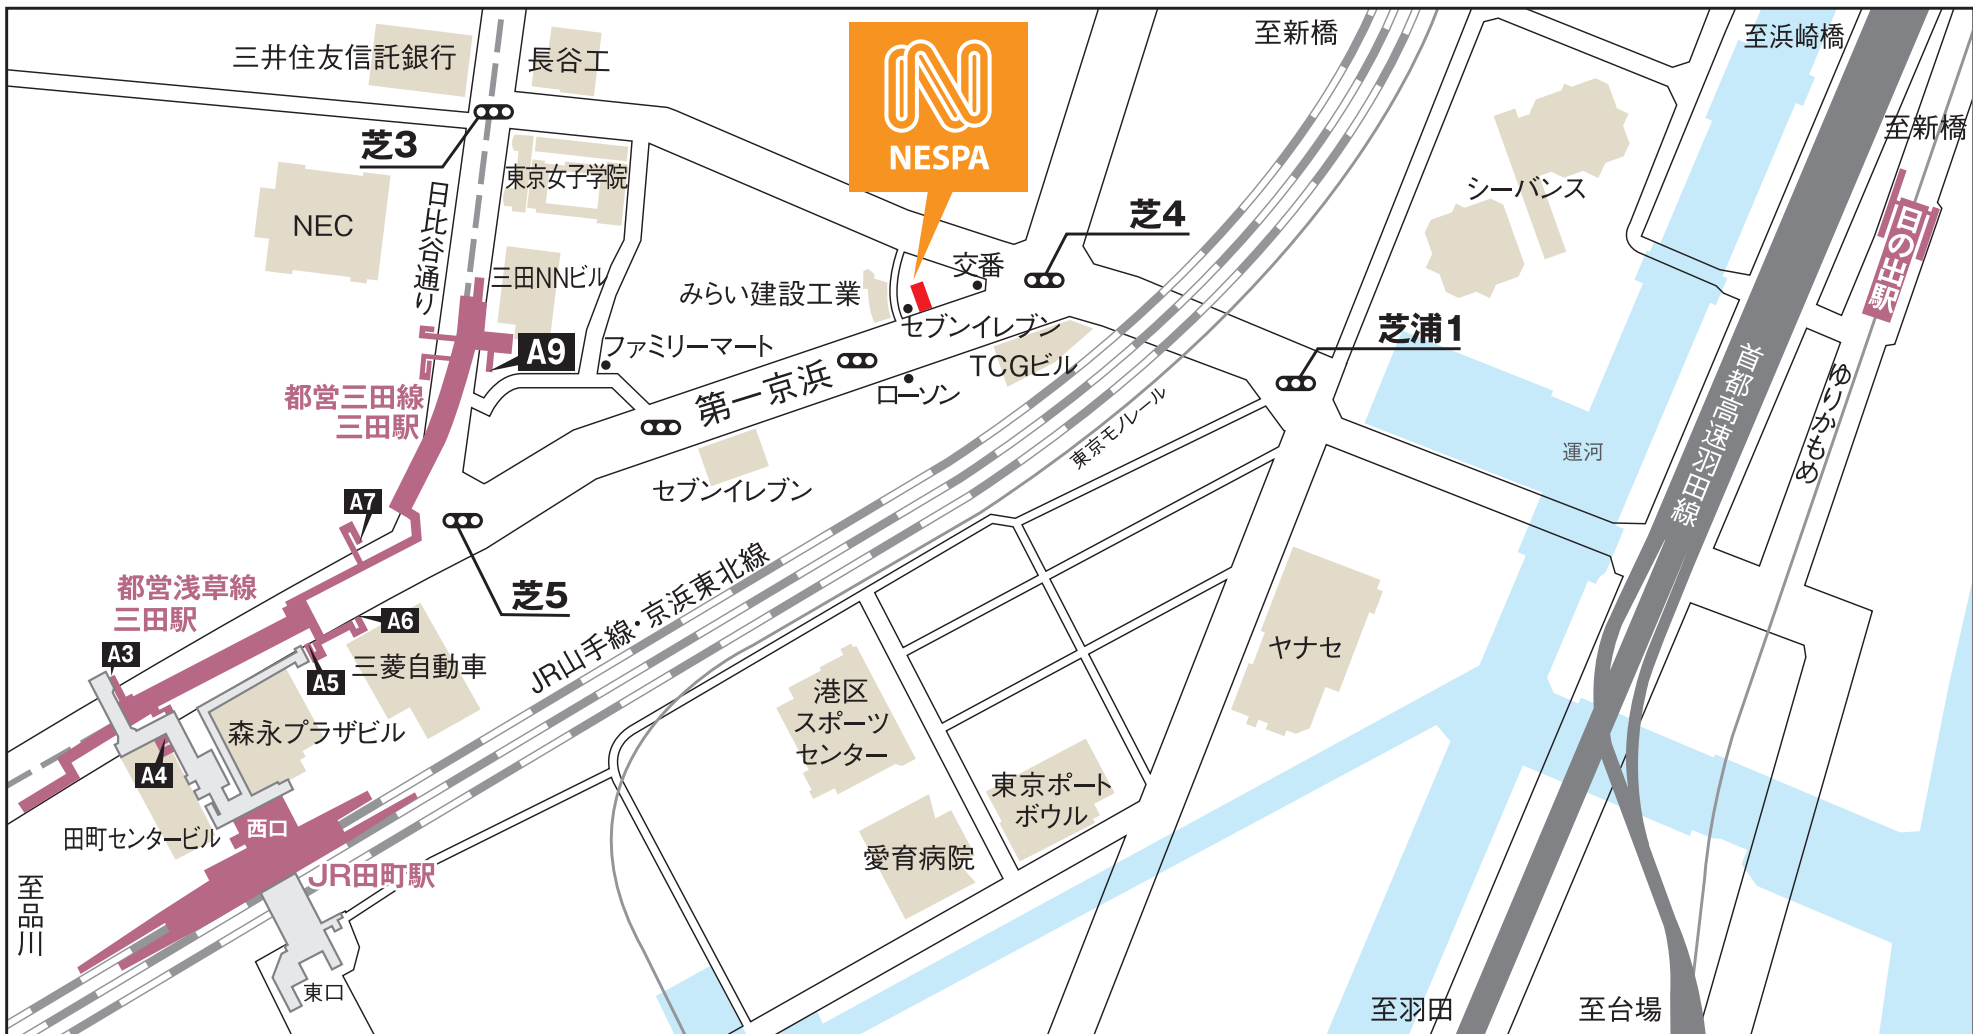 三井住友信託銀行
長谷工
至新橋
至浜崎橋
至新橋
NESPA
芝3
東京女子学院
NEC
日比谷通り
三田NNビル
みらい建設工業
交番
芝4
シーバンス
日の出駅
セブンイレブン
芝浦1
A9
ファミリーマート
TCGビル
ローソン
第一京浜
都営三田線
三田駅
東京モノレール
運河
首都高速羽田線
ゆりかもめ
セブンイレブン
A7
芝5
都営浅草線
三田駅
JR山手線・京浜東北線
A6
A3
A5
三菱自動車
ヤナセ
港区
スポーツ
センター
森永プラザビル
A4
東京ポート
ボウル
田町センタービル
西口
愛育病院
JR田町駅
至品川
東口
至羽田
至台場